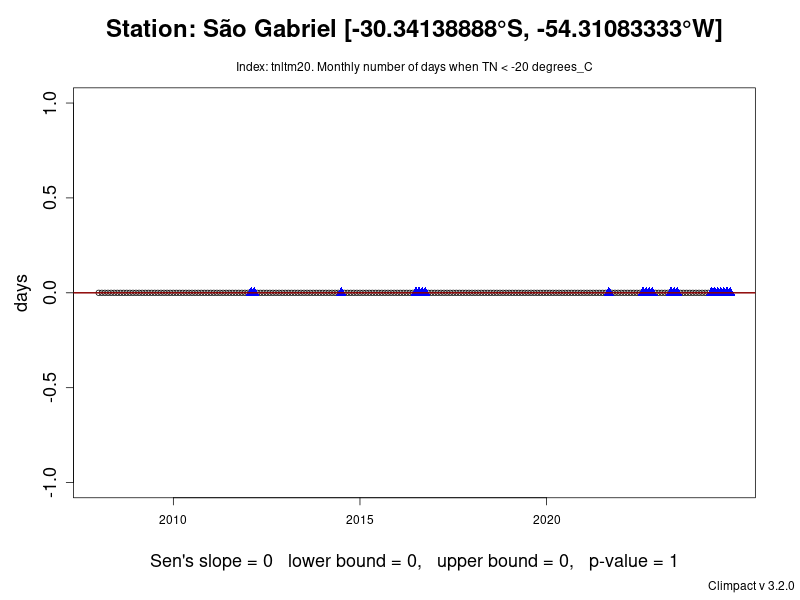 Station: São Gabriel [-30.34138888°S, -54.31083333°W]
Index: tnltm20. Monthly number of days when TN < -20 degrees_C
1.0
0.5
0.0
-0.5
-1.0
days
2010 2015 2020
Sen's slope = 0 lower bound = 0, upper bound = 0, p-value = 1
Climpact v 3.2.0